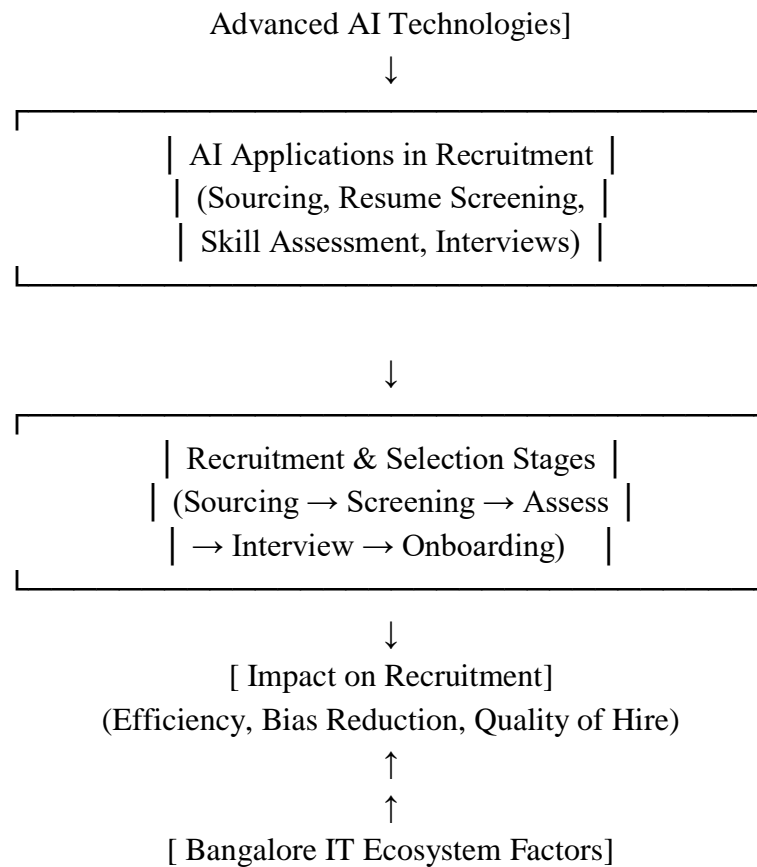 Advanced AI Technologies]
↓
┌──────────────────────────
│ AI Applications in Recruitment │
│ (Sourcing, Resume Screening, │
│ Skill Assessment, Interviews) │
└──────────────────────────
↓
┌──────────────────────────
│ Recruitment & Selection Stages │
│ (Sourcing → Screening → Assess │
│ → Interview → Onboarding) │
└──────────────────────────
↓
[ Impact on Recruitment]
(Efficiency, Bias Reduction, Quality of Hire)
↑
↑
[ Bangalore IT Ecosystem Factors]